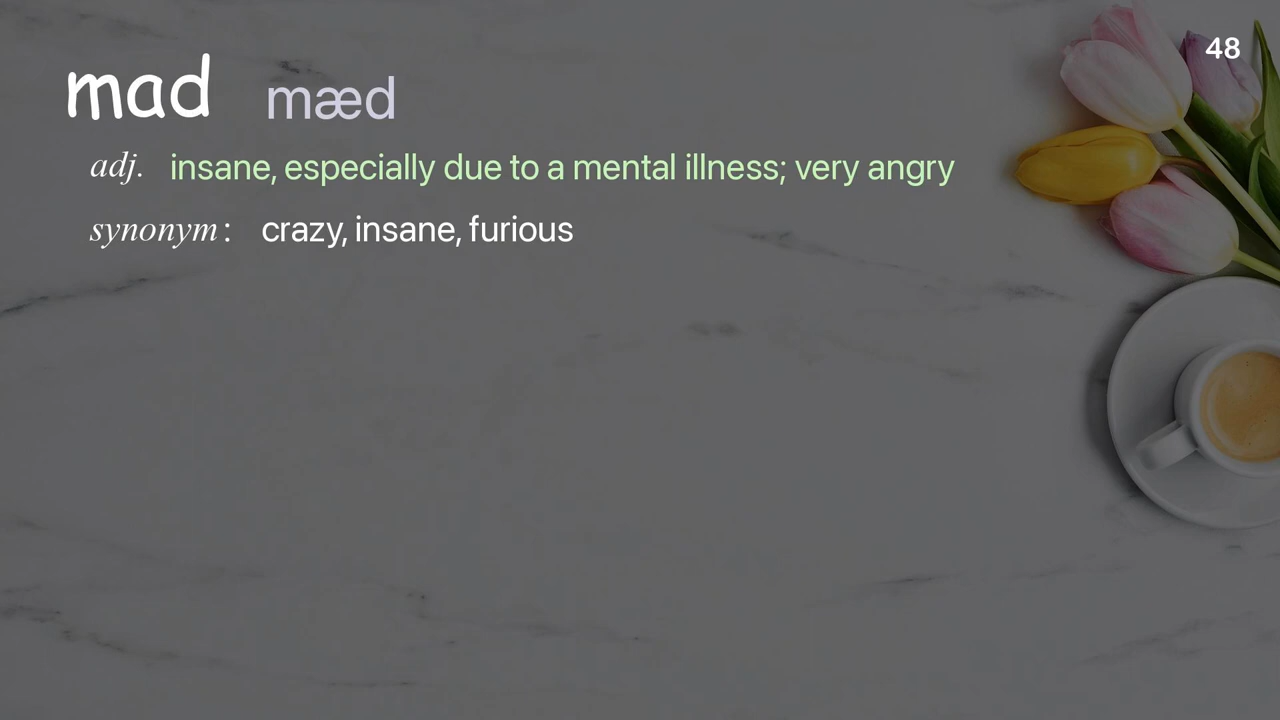 48
mad mæd
adj. insane, especially due to a mental illness; very angry
synonym: crazy, insane, furious